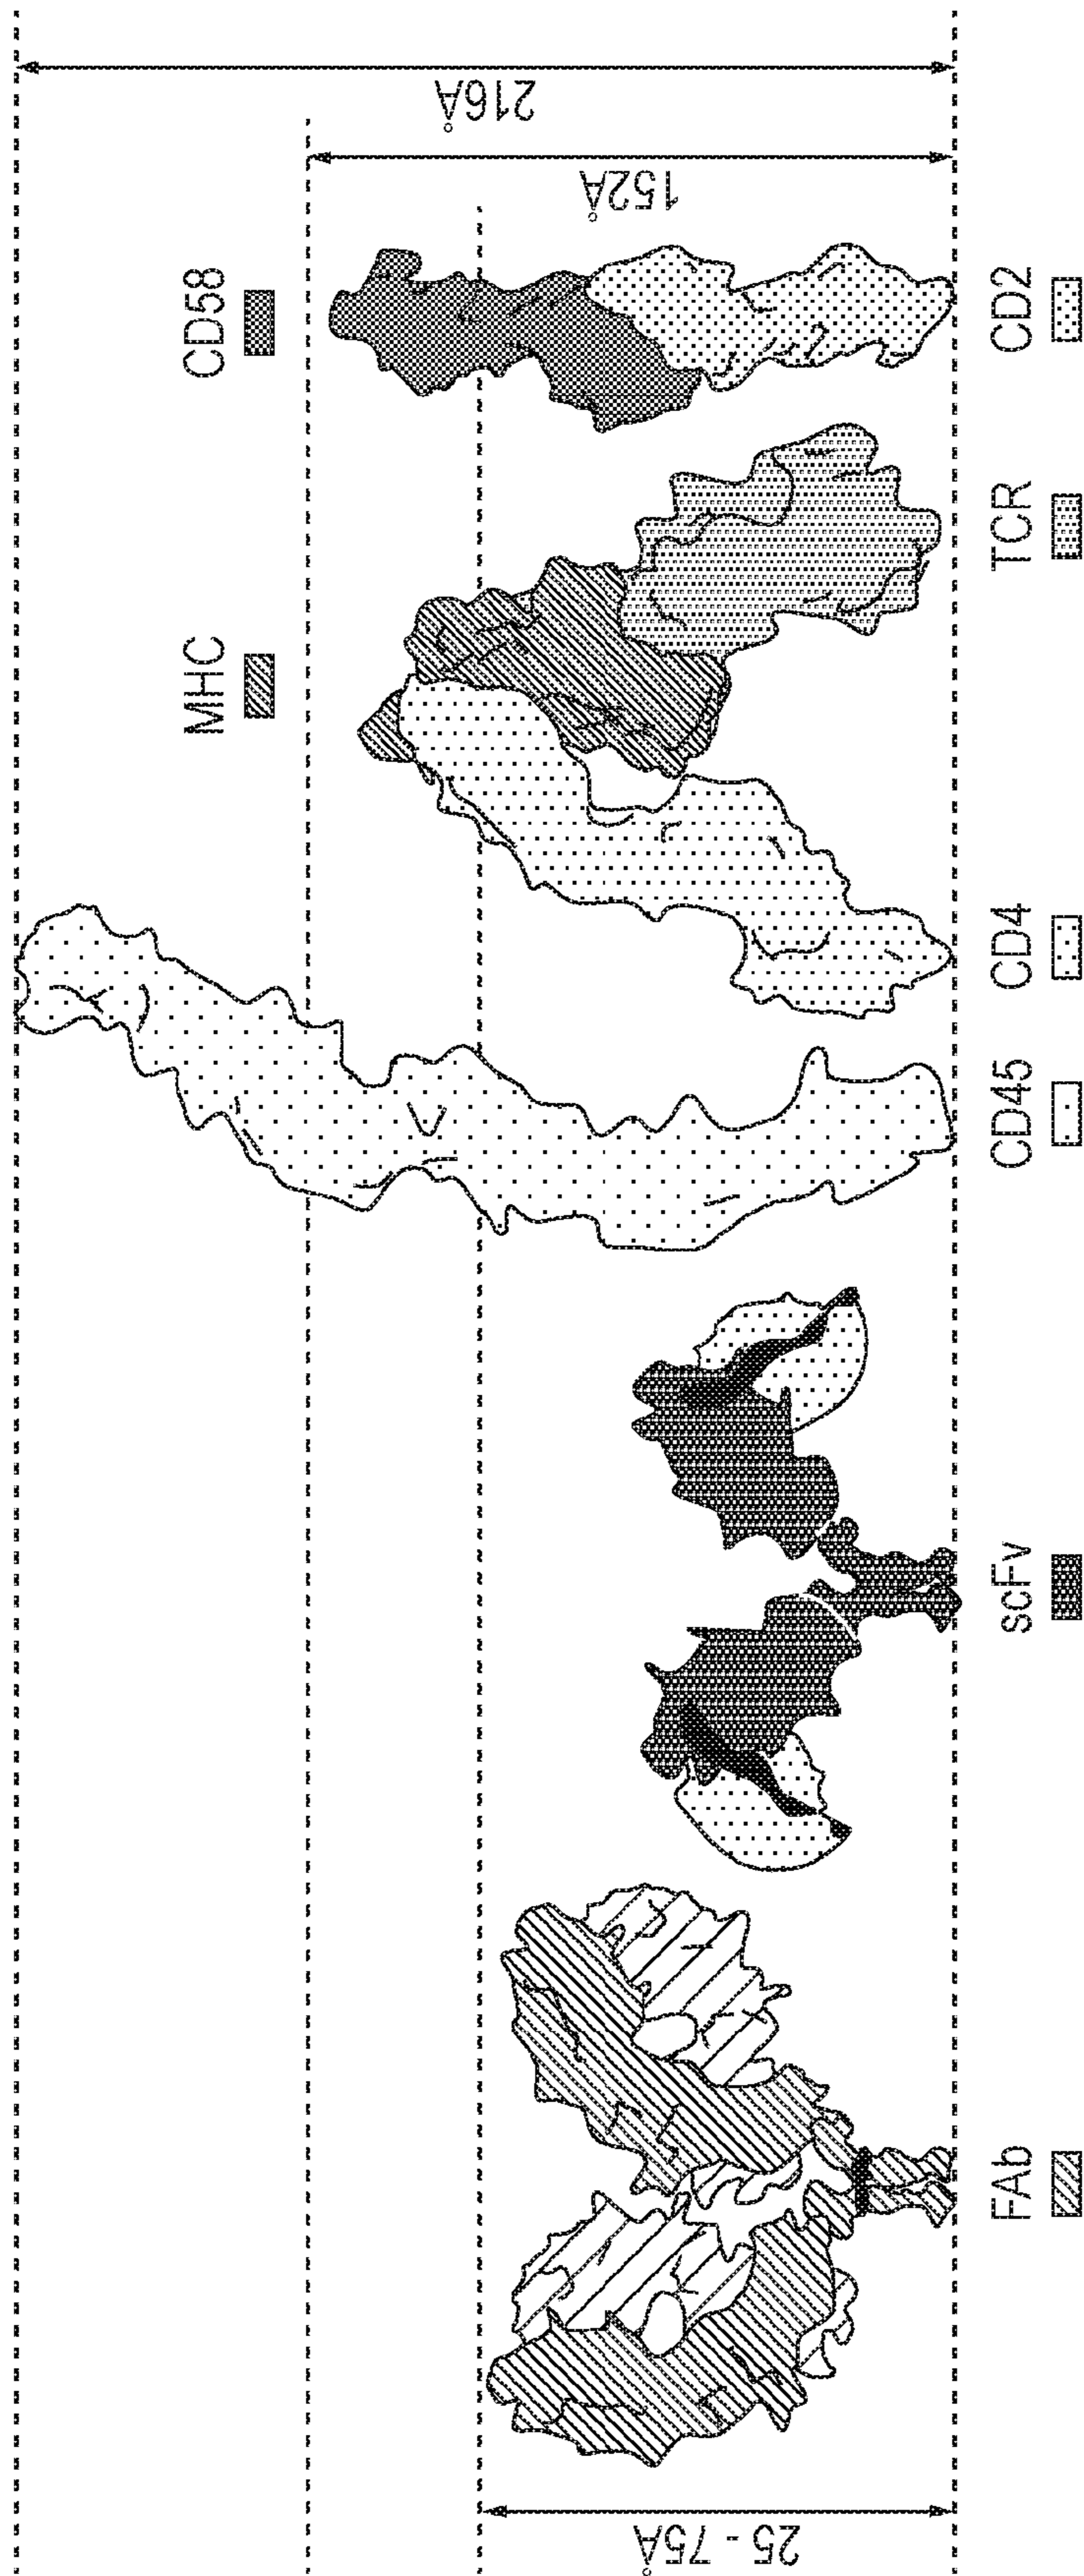 216Å
152Å
CD58
MHC
CD2
TCR
CD4
CD45
scFv
FAb
25 - 75Å